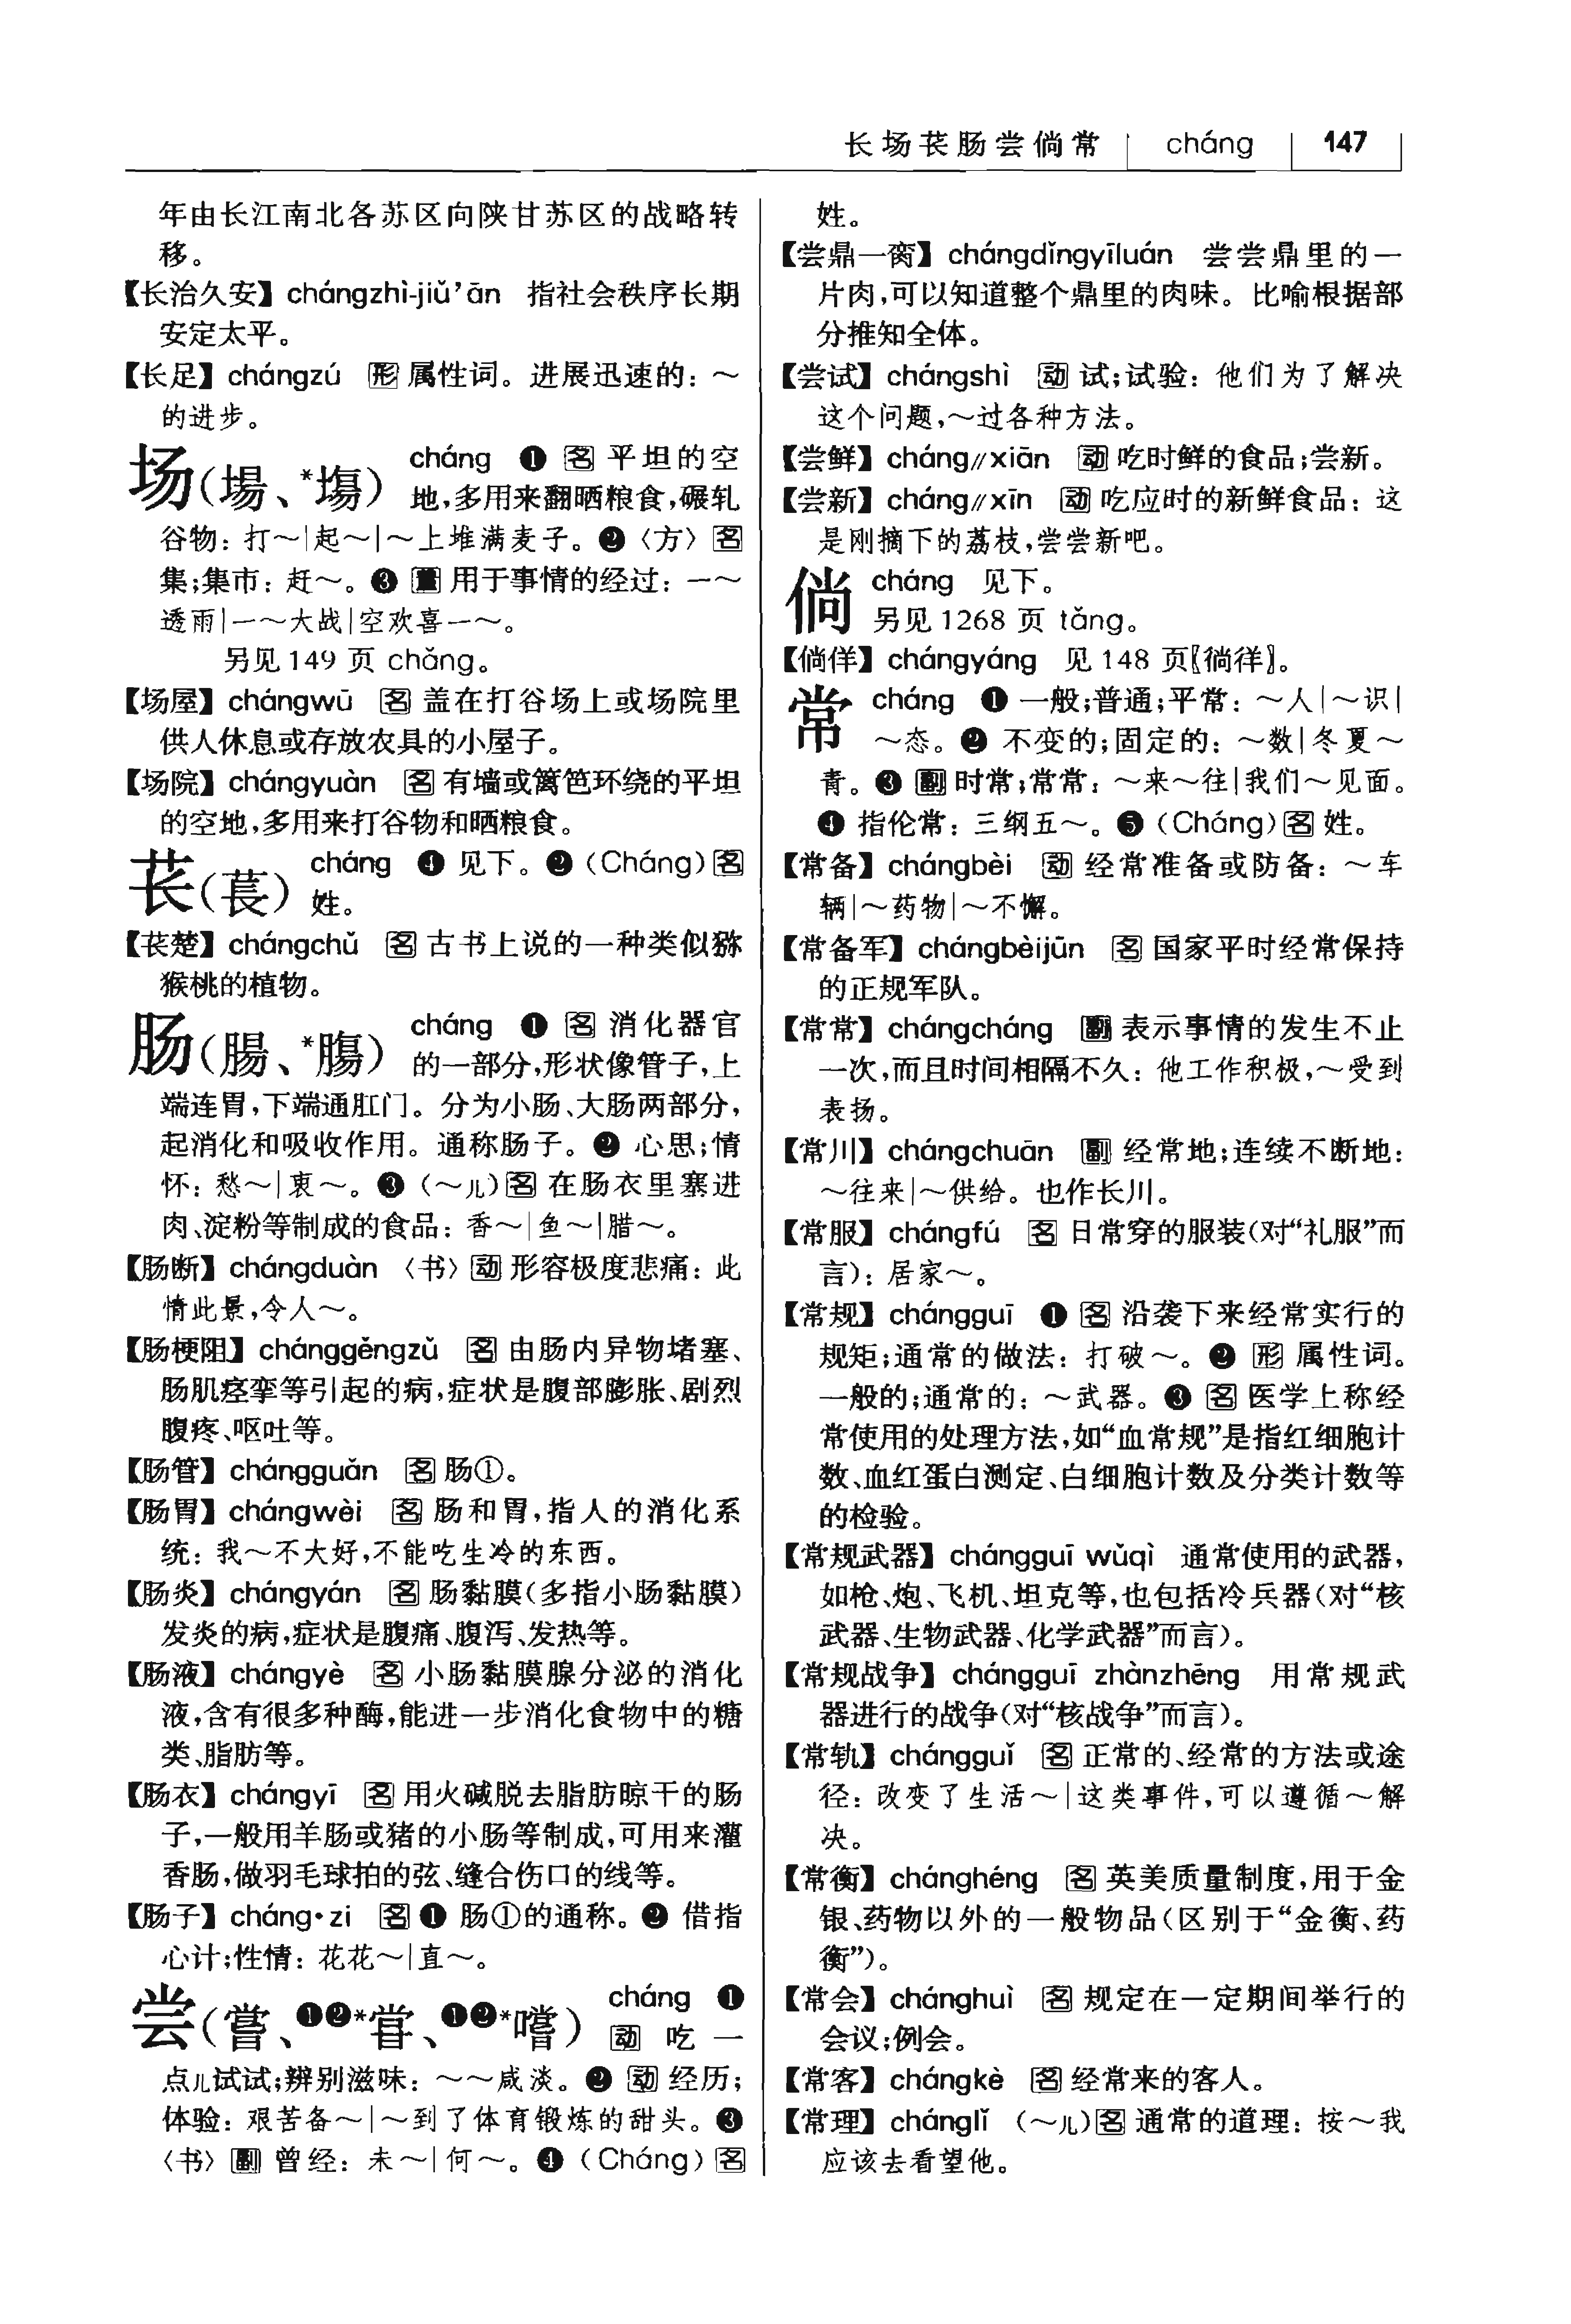 长场苌肠尝倘常 cháng 147
年由长江南北各苏区向陕甘苏区的战略转
移。
【长治久安】chángzhì-jiǔ’ān 指社会秩序长期
安定太平。
【长足】chángzú 形 属性词。进展迅速的：～
的进步。
场（場、*塲） cháng ❶ 名 平坦的空
地,多用来翻晒粮食,碾轧
谷物：打～|起～|～上堆满麦子。❷〈方〉名
集;集市：赶～。❸ 量 用于事情的经过：一～
透雨|一～大战|空欢喜一～。
另见 149 页 chǎng。
【场屋】chángwū 名 盖在打谷场上或场院里
供人休息或存放农具的小屋子。
【场院】chángyuàn 名 有墙或篱笆环绕的平坦
的空地,多用来打谷物和晒粮食。
苌（萇） cháng ❹ 见下。❷（Cháng）名
姓。
【苌楚】chángchǔ 名 古书上说的一种类似猕
猴桃的植物。
肠（腸、*膓） cháng ❶ 名 消化器官
的一部分,形状像管子,上
端连胃,下端通肛门。分为小肠、大肠两部分,
起消化和吸收作用。通称肠子。❷ 心思;情
怀：愁～|衷～。❸（～儿）名 在肠衣里塞进
肉、淀粉等制成的食品：香～|鱼～|腊～。
【肠断】chángduàn 〈书〉动 形容极度悲痛：此
情此景,令人～。
【肠梗阻】chánggěngzǔ 名 由肠内异物堵塞、
肠肌痉挛等引起的病,症状是腹部膨胀、剧烈
腹疼、呕吐等。
【肠管】chángguǎn 名 肠①。
【肠胃】chángwèi 名 肠和胃,指人的消化系
统：我～不大好,不能吃生冷的东西。
【肠炎】chángyán 名 肠黏膜（多指小肠黏膜）
发炎的病,症状是腹痛、腹泻、发热等。
【肠液】chángyè 名 小肠黏膜腺分泌的消化
液,含有很多种酶,能进一步消化食物中的糖
类、脂肪等。
【肠衣】chángyī 名 用火碱脱去脂肪晾干的肠
子,一般用羊肠或猪的小肠等制成,可用来灌
香肠,做羽毛球拍的弦、缝合伤口的线等。
【肠子】cháng·zi 名 ❶ 肠①的通称。❷ 借指
心计;性情：花花～|直～。
尝（嘗、❶❷*甞、❶❷*嚐） cháng ❶
动 吃一
点儿试试;辨别滋味：～～咸淡。❷ 动 经历;
体验：艰苦备～|～到了体育锻炼的甜头。❸
〈书〉副 曾经：未～|何～。❹（Cháng）名
姓。
【尝鼎一脔】chángdǐngyīluán 尝尝鼎里的一
片肉,可以知道整个鼎里的肉味。比喻根据部
分推知全体。
【尝试】chángshì 动 试;试验：他们为了解决
这个问题,～过各种方法。
【尝鲜】cháng∥xiān 动 吃时鲜的食品;尝新。
【尝新】cháng∥xīn 动 吃应时的新鲜食品：这
是刚摘下的荔枝,尝尝新吧。
倘 cháng 见下。
另见 1268 页 tǎng。
【倘佯】chángyáng 见 148 页〖徜徉〗。
常 cháng ❶ 一般;普通;平常：～人|～识|
～态。❷ 不变的;固定的：～数|冬夏～
青。❸ 副 时常;常常：～来～往|我们～见面。
❹ 指伦常：三纲五～。❺（Cháng）名 姓。
【常备】chángbèi 动 经常准备或防备：～车
辆|～药物|～不懈。
【常备军】chángbèijūn 名 国家平时经常保持
的正规军队。
【常常】chángcháng 副 表示事情的发生不止
一次,而且时间相隔不久：他工作积极,～受到
表扬。
【常川】chángchuān 副 经常地;连续不断地：
～往来|～供给。也作长川。
【常服】chángfú 名 日常穿的服装（对“礼服”而
言）：居家～。
【常规】chángguī ❶ 名 沿袭下来经常实行的
规矩;通常的做法：打破～。❷ 形 属性词。
一般的;通常的：～武器。❸ 名 医学上称经
常使用的处理方法,如“血常规”是指红细胞计
数、血红蛋白测定、白细胞计数及分类计数等
的检验。
【常规武器】chángguī wǔqì 通常使用的武器,
如枪、炮、飞机、坦克等,也包括冷兵器（对“核
武器、生物武器、化学武器”而言）。
【常规战争】chángguī zhànzhēng 用常规武
器进行的战争（对“核战争”而言）。
【常轨】chángguǐ 名 正常的、经常的方法或途
径：改变了生活～|这类事件,可以遵循～解
决。
【常衡】chánghéng 名 英美质量制度,用于金
银、药物以外的一般物品（区别于“金衡、药
衡”）。
【常会】chánghuì 名 规定在一定期间举行的
会议;例会。
【常客】chángkè 名 经常来的客人。
【常理】chánglǐ （～儿）名 通常的道理：按～我
应该去看望他。